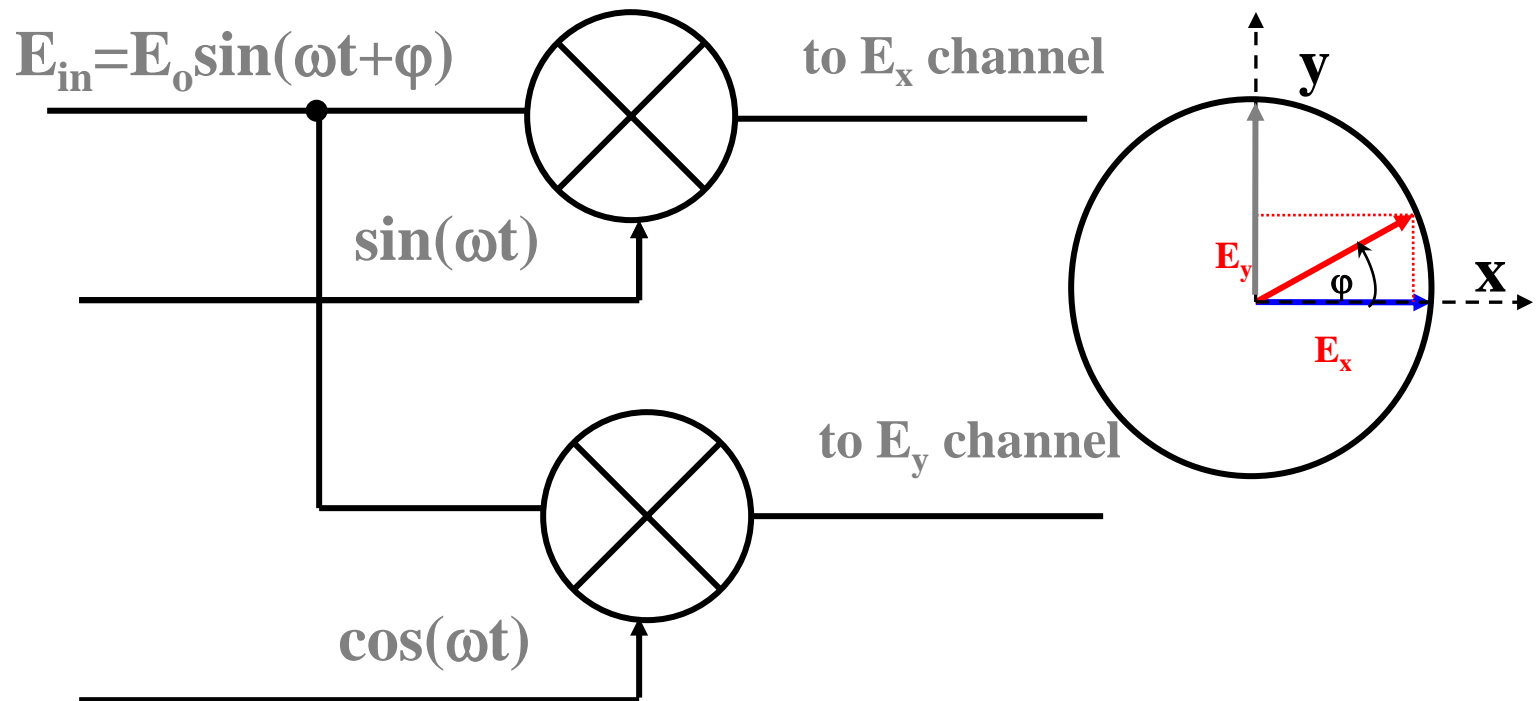 E_in=E_o sin(ωt+φ)
to E_x channel
y
sin(ωt)
E_y
φ
x
E_x
to E_y channel
cos(ωt)